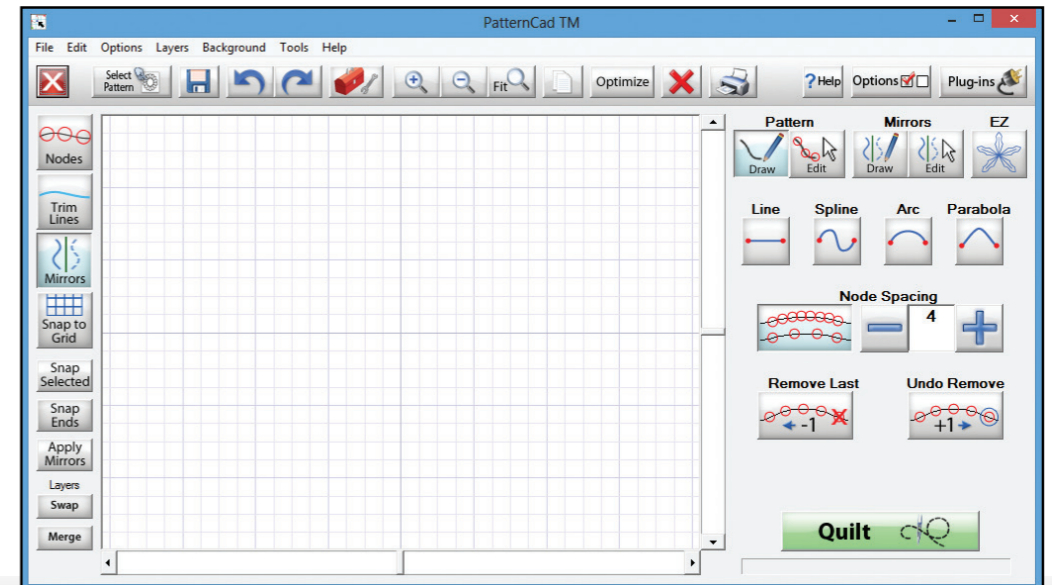 PatternCad TM
File Edit Options Layers Background Tools Help
Select Pattern Fit Optimize ?Help Options Plug-ins
Nodes
Trim
Lines
Mirrors
Snap to
Grid
Snap
Selected
Snap
Ends
Apply
Mirrors
Layers
Swap
Merge
Pattern Mirrors EZ
Draw Edit Draw Edit
Line Spline Arc Parabola
Node Spacing
4
Remove Last Undo Remove
-1 +1
Quilt